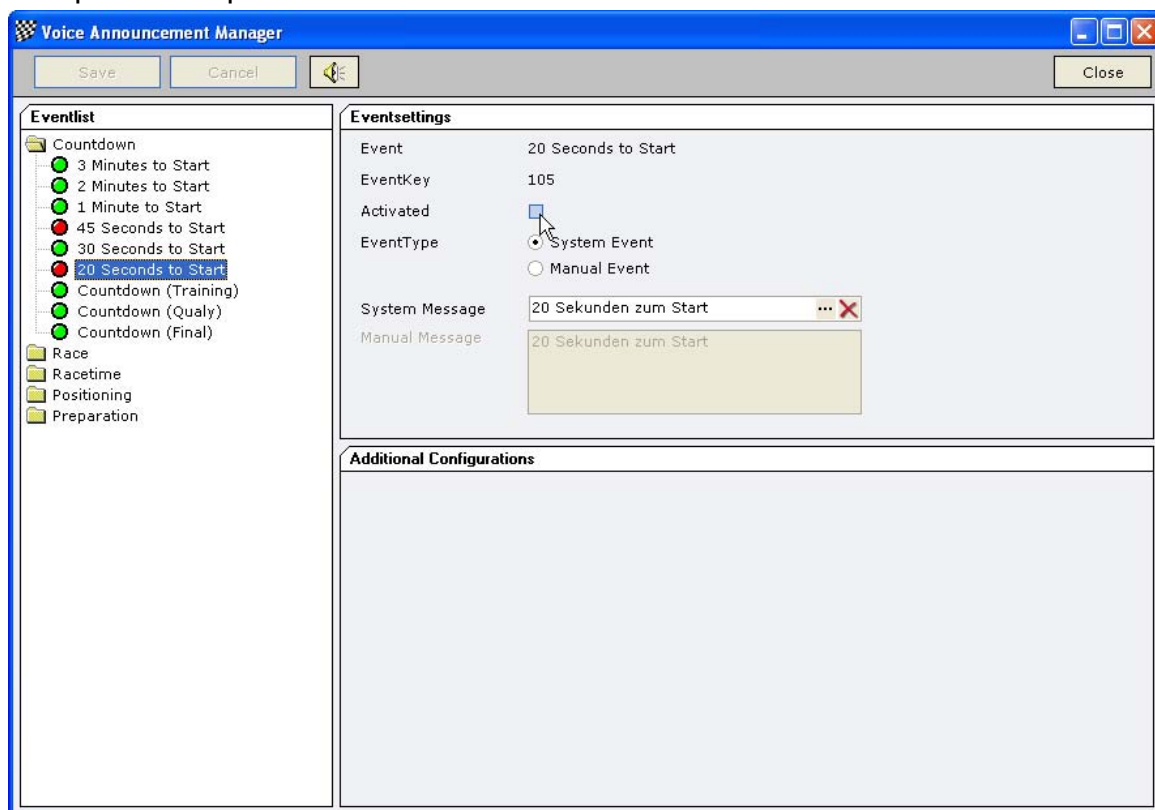 Voice Announcement Manager
Save Cancel Close
Eventlist
Countdown
3 Minutes to Start
2 Minutes to Start
1 Minute to Start
45 Seconds to Start
30 Seconds to Start
20 Seconds to Start
Countdown (Training)
Countdown (Qualy)
Countdown (Final)
Race
Racetime
Positioning
Preparation
Eventsettings
Event 20 Seconds to Start
EventKey 105
Activated
EventType System Event
Manual Event
System Message 20 Sekunden zum Start ...
Manual Message 20 Sekunden zum Start
Additional Configurations